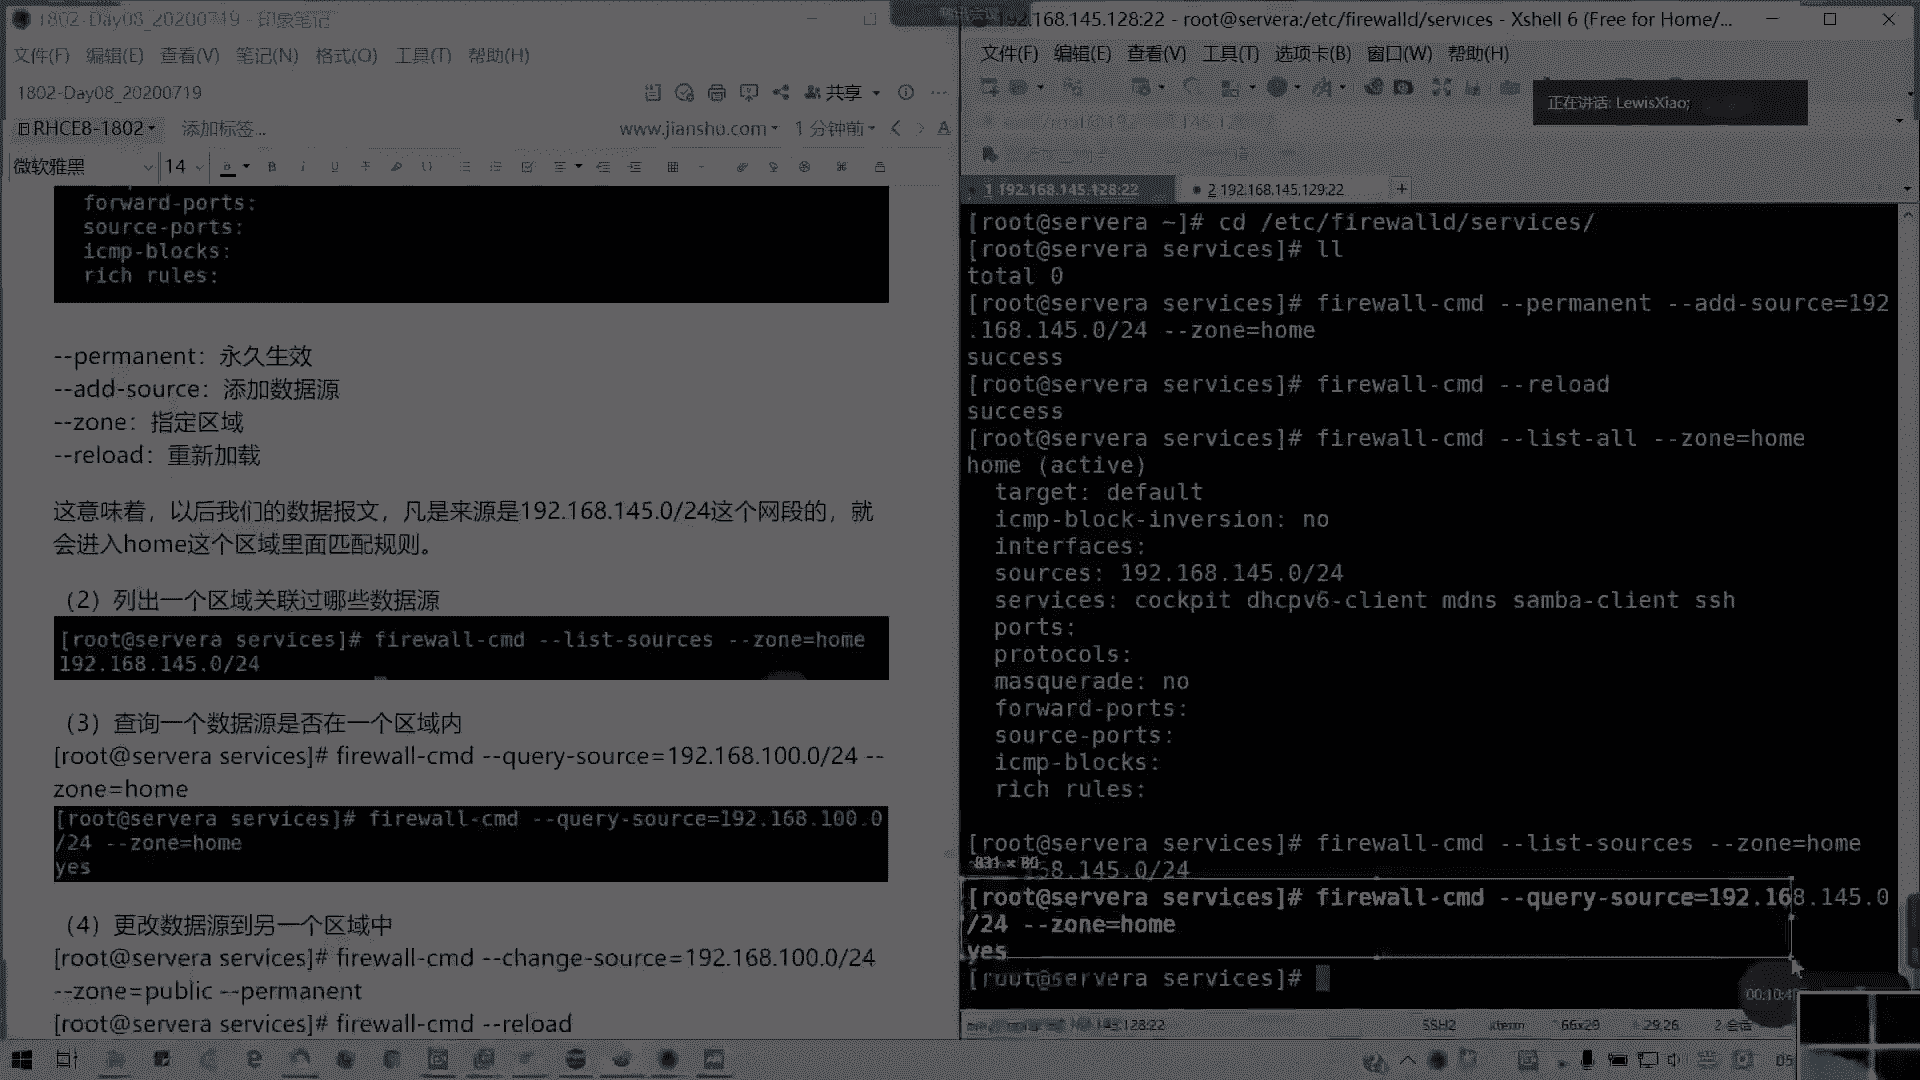 1802-Day08_20200719 - 印象笔记
文件(F) 编辑(E) 查看(V) 笔记(N) 格式(O) 工具(T) 帮助(H)
1802-Day08_20200719
共享
RHCE8-1802
添加标签...
www.jianshu.com
1 分钟前
微软雅黑
14
forward-ports:
source-ports:
icmp-blocks:
rich rules:
--permanent：永久生效
--add-source：添加数据源
--zone：指定区域
--reload：重新加载
这意味着，以后我们的数据报文，凡是来源是192.168.145.0/24这个网段的，就
会进入home这个区域里面匹配规则。
（2）列出一个区域关联过哪些数据源
[root@servera services]# firewall-cmd --list-sources --zone=home
192.168.145.0/24
（3）查询一个数据源是否在一个区域内
[root@servera services]# firewall-cmd --query-source=192.168.100.0/24 --
zone=home
[root@servera services]# firewall-cmd --query-source=192.168.100.0
/24 --zone=home
yes
（4）更改数据源到另一个区域中
[root@servera services]# firewall-cmd --change-source=192.168.100.0/24
--zone=public --permanent
[root@servera services]# firewall-cmd --reload
192.168.145.128:22 - root@servera:/etc/firewalld/services - Xshell 6 (Free for Home/...
文件(F) 编辑(E) 查看(V) 工具(T) 选项卡(B) 窗口(W) 帮助(H)
正在讲话: LewisXiao;
1 192.168.145.128:22
2 192.168.145.129:22
[root@servera ~]# cd /etc/firewalld/services/
[root@servera services]# ll
total 0
[root@servera services]# firewall-cmd --permanent --add-source=192
.168.145.0/24 --zone=home
success
[root@servera services]# firewall-cmd --reload
success
[root@servera services]# firewall-cmd --list-all --zone=home
home (active)
target: default
icmp-block-inversion: no
interfaces:
sources: 192.168.145.0/24
services: cockpit dhcpv6-client mdns samba-client ssh
ports:
protocols:
masquerade: no
forward-ports:
source-ports:
icmp-blocks:
rich rules:
[root@servera services]# firewall-cmd --list-sources --zone=home
8.145.0/24
[root@servera services]# firewall-cmd --query-source=192.168.145.0
/24 --zone=home
yes
[root@servera services]#
SSH2
xterm
66x29
29,26